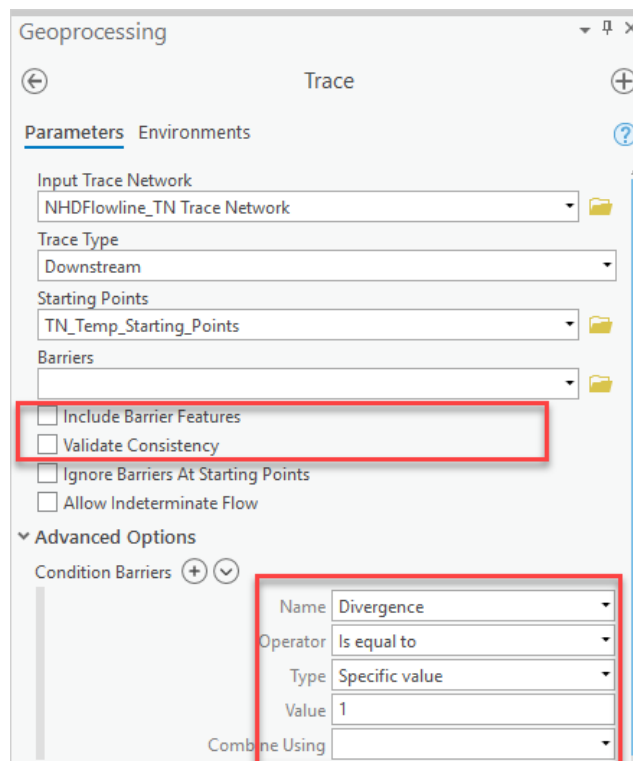 Geoprocessing
Trace
Parameters Environments
Input Trace Network
NHDFlowline_TN Trace Network
Trace Type
Downstream
Starting Points
TN_Temp_Starting_Points
Barriers
Include Barrier Features
Validate Consistency
Ignore Barriers At Starting Points
Allow Indeterminate Flow
Advanced Options
Condition Barriers
Name Divergence
Operator Is equal to
Type Specific value
Value 1
Combine Using